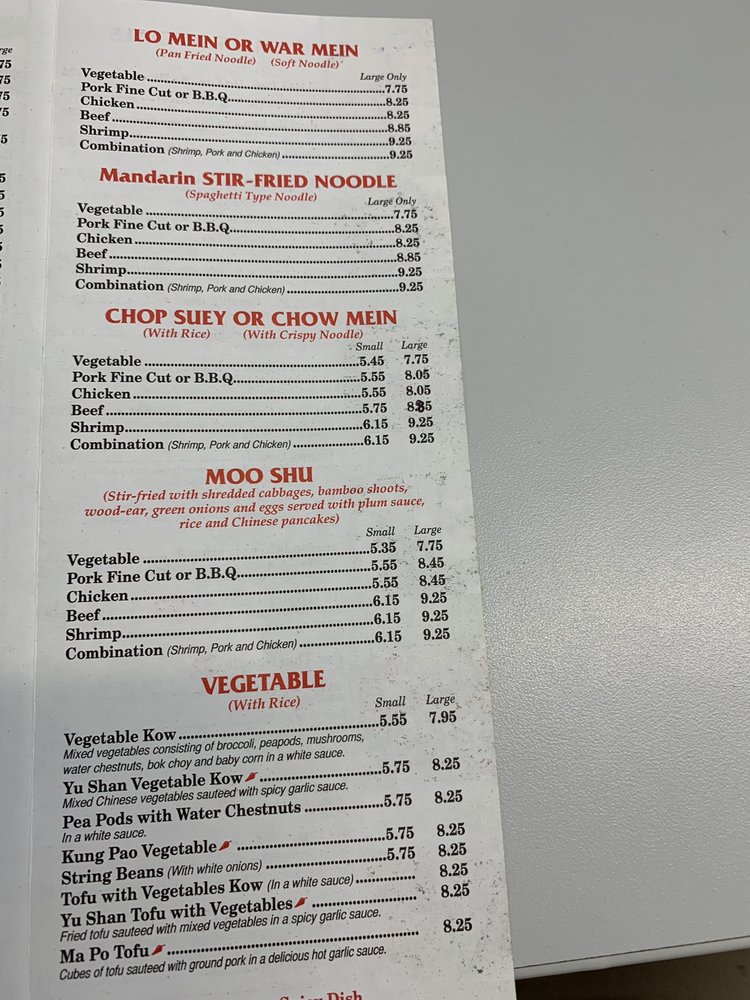 LO MEIN OR WAR MEIN
(Pan Fried Noodle) (Soft Noodle)
Large Only
Vegetable 7.75
Pork Fine Cut or B.B.Q. 8.25
Chicken 8.25
Beef 8.85
Shrimp 9.25
Combination (Shrimp, Pork and Chicken) 9.25
Mandarin STIR-FRIED NOODLE
(Spaghetti Type Noodle)
Large Only
Vegetable 7.75
Pork Fine Cut or B.B.Q. 8.25
Chicken 8.25
Beef 8.85
Shrimp 9.25
Combination (Shrimp, Pork and Chicken) 9.25
CHOP SUEY OR CHOW MEIN
(With Rice) (With Crispy Noodle)
Small Large
Vegetable 5.45 7.75
Pork Fine Cut or B.B.Q. 5.55 8.05
Chicken 5.55 8.05
Beef 5.75
Shrimp 6.15 9.25
Combination (Shrimp, Pork and Chicken) 6.15 9.25
MOO SHU
(Stir-fried with shredded cabbages, bamboo shoots,
wood-ear, green onions and eggs served with plum sauce,
rice and Chinese pancakes)
Small Large
Vegetable 5.35 7.75
Pork Fine Cut or B.B.Q. 5.55 8.45
Chicken 5.55 8.45
Beef 6.15 9.25
Shrimp 6.15 9.25
Combination (Shrimp, Pork and Chicken) 6.15 9.25
VEGETABLE
(With Rice)
Small Large
Vegetable Kow 5.55 7.95
Mixed vegetables consisting of broccoli, peapods, mushrooms,
water chestnuts, bok choy and baby corn in a white sauce.
Yu Shan Vegetable Kow 5.75 8.25
Mixed Chinese vegetables sauteed with spicy garlic sauce.
Pea Pods with Water Chestnuts 5.75 8.25
In a white sauce.
Kung Pao Vegetable 5.75 8.25
String Beans (With white onions) 5.75 8.25
Tofu with Vegetables Kow (In a white sauce) 8.25
Yu Shan Tofu with Vegetables 8.25
Fried tofu sauteed with mixed vegetables in a spicy garlic sauce.
Ma Po Tofu 8.25
Cubes of tofu sauteed with ground pork in a delicious hot garlic sauce.
Dish